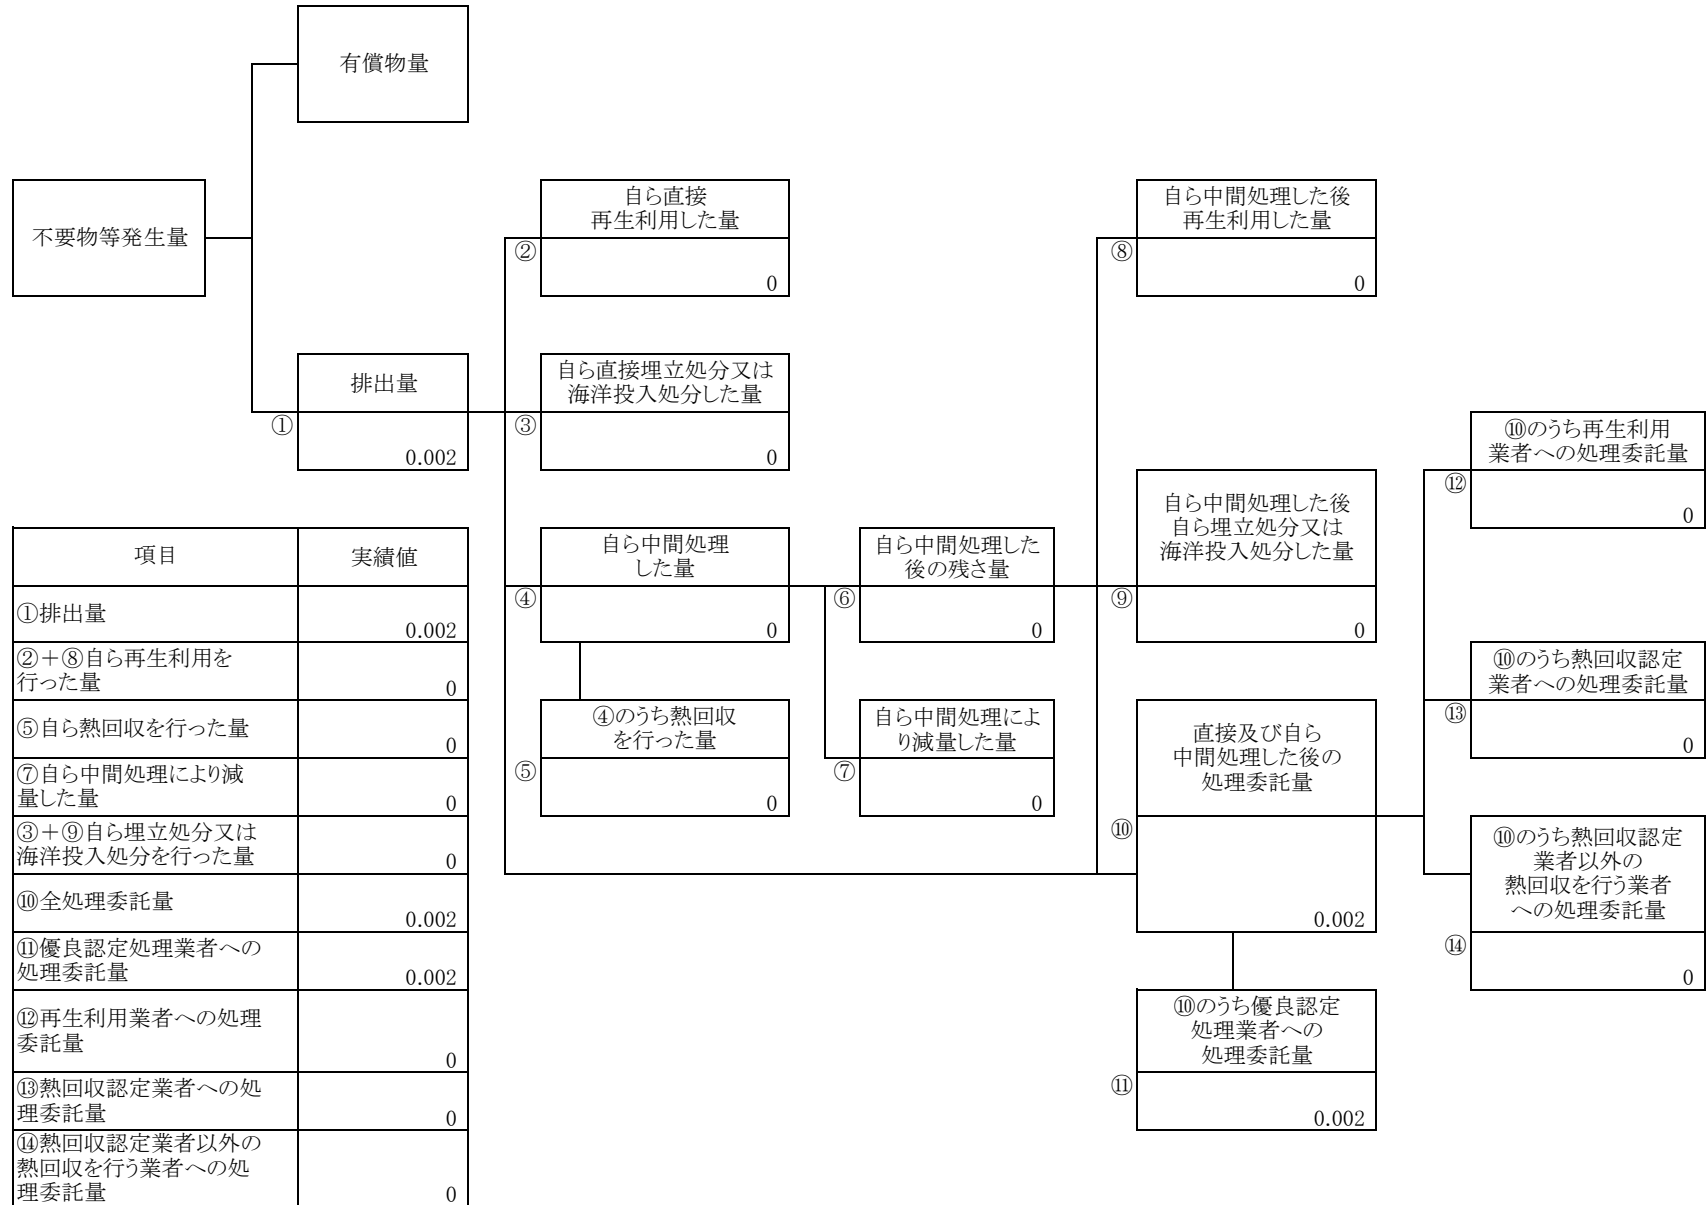 有償物量
不要物等発生量
自ら直接
再生利用した量
②
0
自ら中間処理した後
再生利用した量
⑧
0
排出量
①
0.002
自ら直接埋立処分又は
海洋投入処分した量
③
0
⑩のうち再生利用
業者への処理委託量
⑫
0
自ら中間処理
した量
④
0
自ら中間処理した
後の残さ量
⑥
0
自ら中間処理した後
自ら埋立処分又は
海洋投入処分した量
⑨
0
⑩のうち熱回収認定
業者への処理委託量
⑬
0
④のうち熱回収
を行った量
⑤
0
自ら中間処理によ
り減量した量
⑦
0
直接及び自ら
中間処理した後の
処理委託量
⑩
0.002
⑩のうち熱回収認定
業者以外の
熱回収を行う業者
への処理委託量
⑭
0
⑩のうち優良認定
処理業者への
処理委託量
⑪
0.002
項目 実績値
①排出量
0.002
②＋⑧自ら再生利用を
行った量 0
⑤自ら熱回収を行った量
0
⑦自ら中間処理により減
量した量 0
③＋⑨自ら埋立処分又は
海洋投入処分を行った量 0
⑩全処理委託量
0.002
⑪優良認定処理業者への
処理委託量 0.002
⑫再生利用業者への処理
委託量 0
⑬熱回収認定業者への処
理委託量 0
⑭熱回収認定業者以外の
熱回収を行う業者への処
理委託量 0